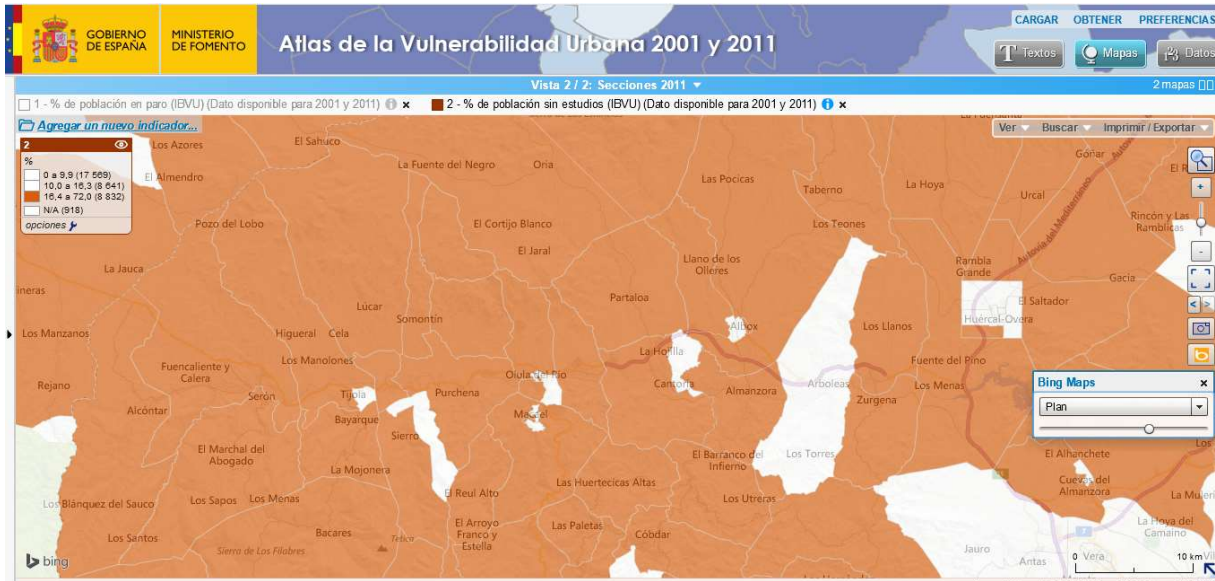 GOBIERNO DE ESPAÑA
MINISTERIO DE FOMENTO
Atlas de la Vulnerabilidad Urbana 2001 y 2011
CARGAR OBTENER PREFERENCIAS
T Textos Mapas Datos
Vista 2 / 2: Secciones 2011
2 mapas
1 - % de población en paro (IBVU) (Dato disponible para 2001 y 2011) i x
2 - % de población sin estudios (IBVU) (Dato disponible para 2001 y 2011) i x
Agregar un nuevo indicador...
Ver Buscar Imprimir / Exportar
2
%
0 a 9,9 (17 569)
10,0 a 16,3 (8 641)
16,4 a 72,0 (8 832)
N/A (918)
opciones
Los Azores
El Sahuco
Góñar
El Almendro
La Fuente del Negro
Oria
Las Pocicas
Taberno
La Hoya
Urcal
Autovía del Mediterráneo
Rincón y Las Ramblicas
Pozo del Lobo
El Cortijo Blanco
Los Teones
El Jaral
Llano de los Olleres
Rambla Grande
La Jauca
Gacía
Partaloa
El Saltador
Lúcar
Somontín
Albox
Los Llanos
Huércal-Overa
Los Manzanos
Higueral
Cela
La Hoyilla
Fuencaliente y Calera
Los Manolones
Olula del Río
Fuente del Pino
Rejano
Serón
Tíjola
Purchena
Cantoria
Almanzora
Arboleas
Zurgena
Los Menas
Bing Maps x
Plan
Alcóntar
Bayarque
Macael
Sierro
El Marchal del Abogado
La Mojonera
El Barranco del Infierno
Los Torres
El Alhanchete
Los Blánquez del Sauco
Los Sapos
Los Menas
El Reul Alto
Las Huertecicas Altas
Los Utreras
Cuevas del Almanzora
Los Santos
Bacares
Sierra de Los Filabres
Tetica
El Arroyo Franco y Estella
Las Paletas
Cóbdar
La Hoya del Camaino
Jauro
Antas
Vera
0 10 km
bing